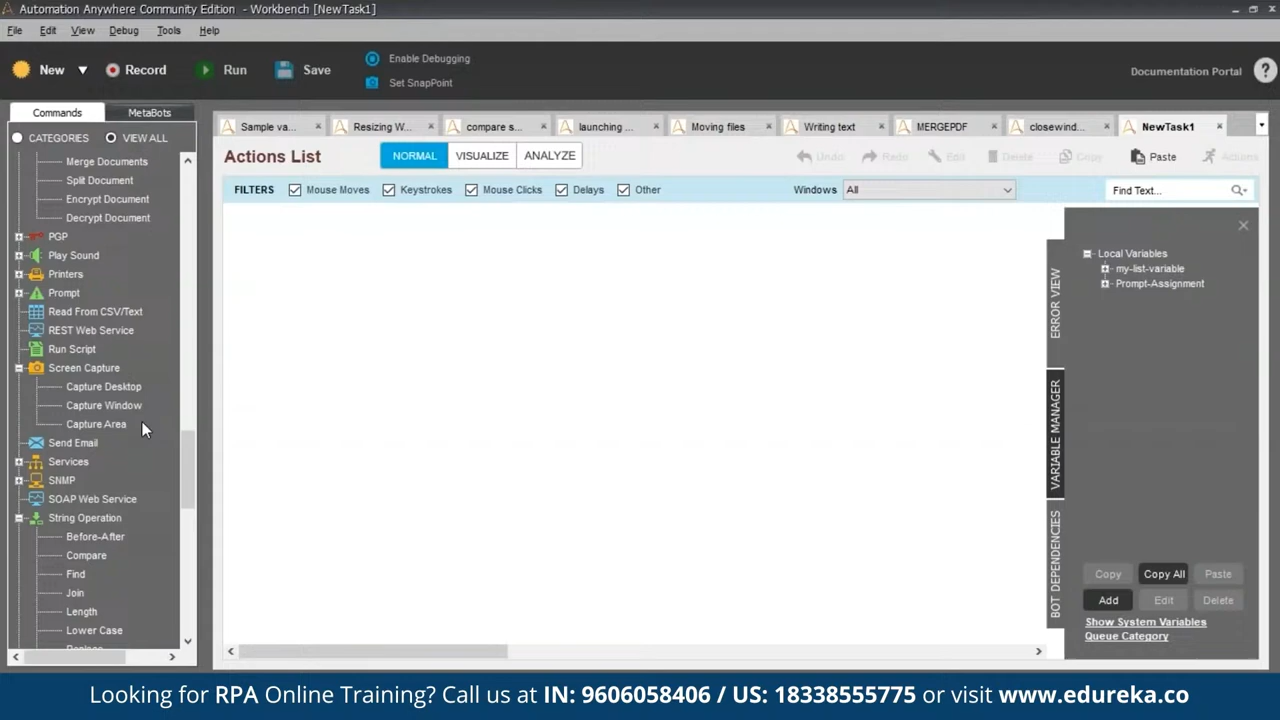 Automation Anywhere Community Edition - Workbench [NewTask1]
File Edit View Debug Tools Help
New Record Run Save
Enable Debugging
Set SnapPoint
Documentation Portal ?
Commands MetaBots
CATEGORIES VIEW ALL
Merge Documents
Split Document
Encrypt Document
Decrypt Document
PGP
Play Sound
Printers
Prompt
Read From CSV/Text
REST Web Service
Run Script
Screen Capture
Capture Desktop
Capture Window
Capture Area
Send Email
Services
SNMP
SOAP Web Service
String Operation
Before-After
Compare
Find
Join
Length
Lower Case
Sample va... Resizing W... compare s... launching ... Moving files Writing text MERGEPDF closewind... NewTask1
Actions List NORMAL VISUALIZE ANALYZE Undo Redo Edit Delete Copy Paste Actions
FILTERS Mouse Moves Keystrokes Mouse Clicks Delays Other Windows All Find Text...
ERROR VIEW
VARIABLE MANAGER
BOT DEPENDENCIES
Local Variables
my-list-variable
Prompt-Assignment
Copy Copy All Paste
Add Edit Delete
Show System Variables
Queue Category
Looking for RPA Online Training? Call us at IN: 9606058406 / US: 18338555775 or visit www.edureka.co